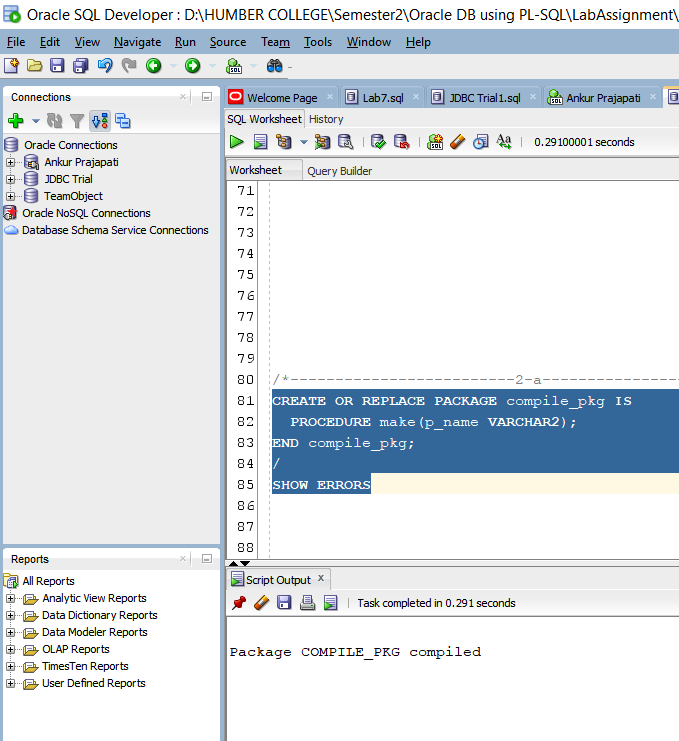 Oracle SQL Developer : D:\HUMBER COLLEGE\Semester2\Oracle DB using PL-SQL\LabAssignment\
File Edit View Navigate Run Source Team Tools Window Help
Connections
Oracle Connections
Ankur Prajapati
JDBC Trial
TeamObject
Oracle NoSQL Connections
Database Schema Service Connections
Reports
All Reports
Analytic View Reports
Data Dictionary Reports
Data Modeler Reports
OLAP Reports
TimesTen Reports
User Defined Reports
Welcome Page Lab7.sql JDBC Trial1.sql Ankur Prajapati
SQL Worksheet History
0.29100001 seconds
Worksheet Query Builder
71
72
73
74
75
76
77
78
79
80 /*-------------------------2-a---------------
81 CREATE OR REPLACE PACKAGE compile_pkg IS
82 PROCEDURE make(p_name VARCHAR2);
83 END compile_pkg;
84 /
85 SHOW ERRORS
86
87
88
Script Output
Task completed in 0.291 seconds
Package COMPILE_PKG compiled